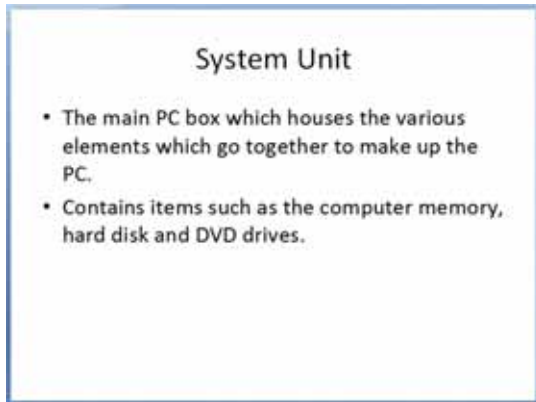 System Unit
• The main PC box which houses the various
elements which go together to make up the
PC.
• Contains items such as the computer memory,
hard disk and DVD drives.